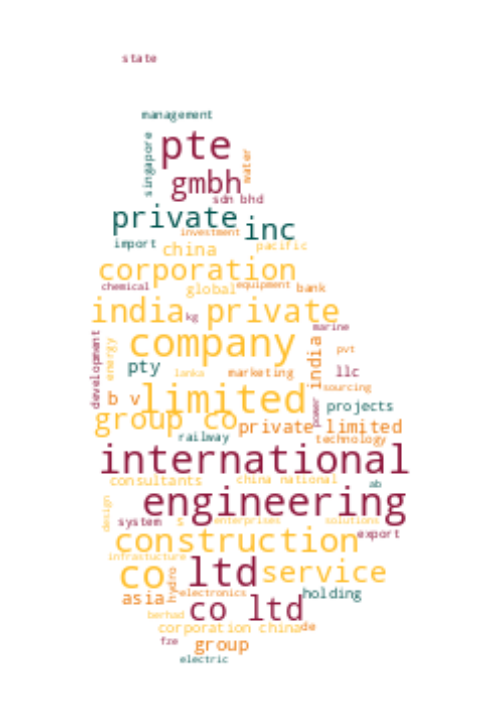 state
management
singapore
pte
water
gmbh
sdn bhd
private
inc
investment
import
china
pacific
corporation
chemical
global
equipment
bank
india
kg
private
marine
development
energy
company
india
pvt
pty
lanka
marketing
llc
sourcing
b v
limited
power
projects
group co
private limited
railway
technology
international
consultants
china national
ab
design
engineering
system
s
enterprises
solutions
construction
export
infrastucture
co
hydro
ltd
service
electronics
asia
holding
co ltd
berhad
corporation china
de
fze
group
electric